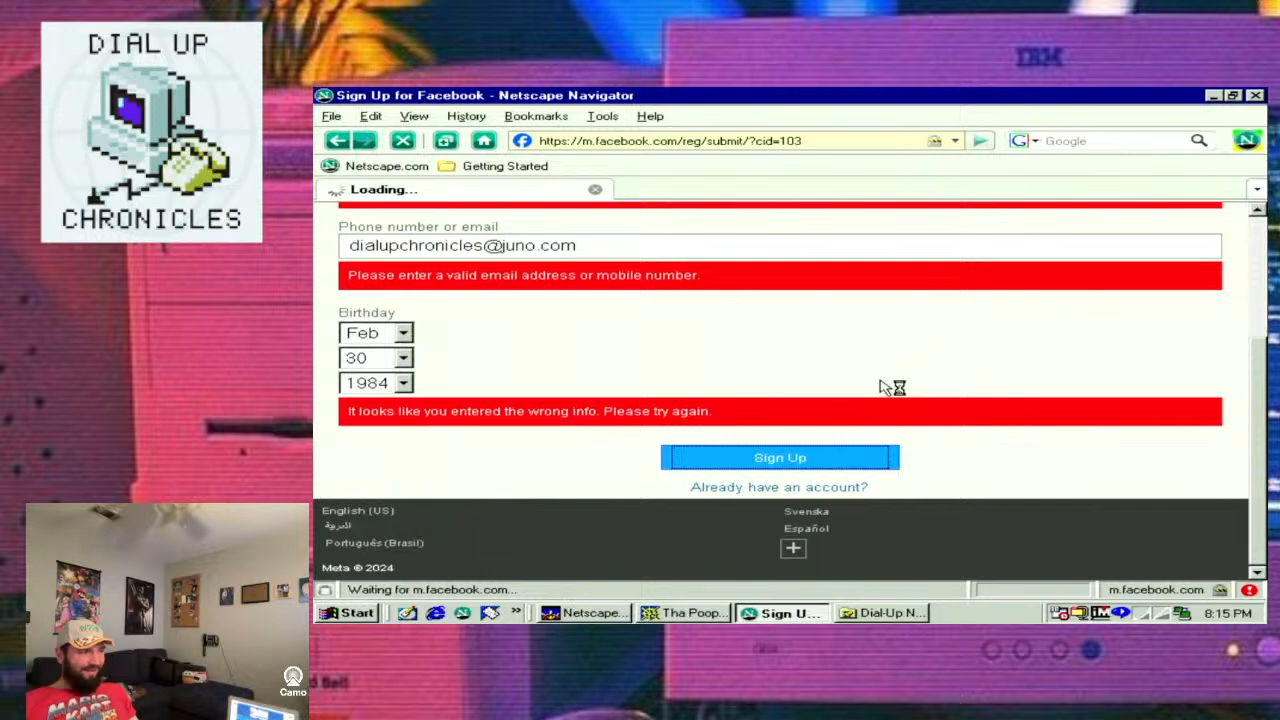 DIAL UP
CHRONICLES
IBM
Sign Up for Facebook - Netscape Navigator
File Edit View History Bookmarks Tools Help
https://m.facebook.com/reg/submit/?cid=103
G Google
N
Netscape.com Getting Started
Loading...
Phone number or email
dialupchronicles@juno.com
Please enter a valid email address or mobile number.
Birthday
Feb
30
1984
It looks like you entered the wrong info. Please try again.
Sign Up
Already have an account?
English (US)
العربية
Português (Brasil)
Svenska
Español
Meta © 2024
Waiting for m.facebook.com...
m.facebook.com
Start
Netscape...
Tha Poop...
Sign U...
Dial-Up N...
8:15 PM
Camo
MARIO
KART